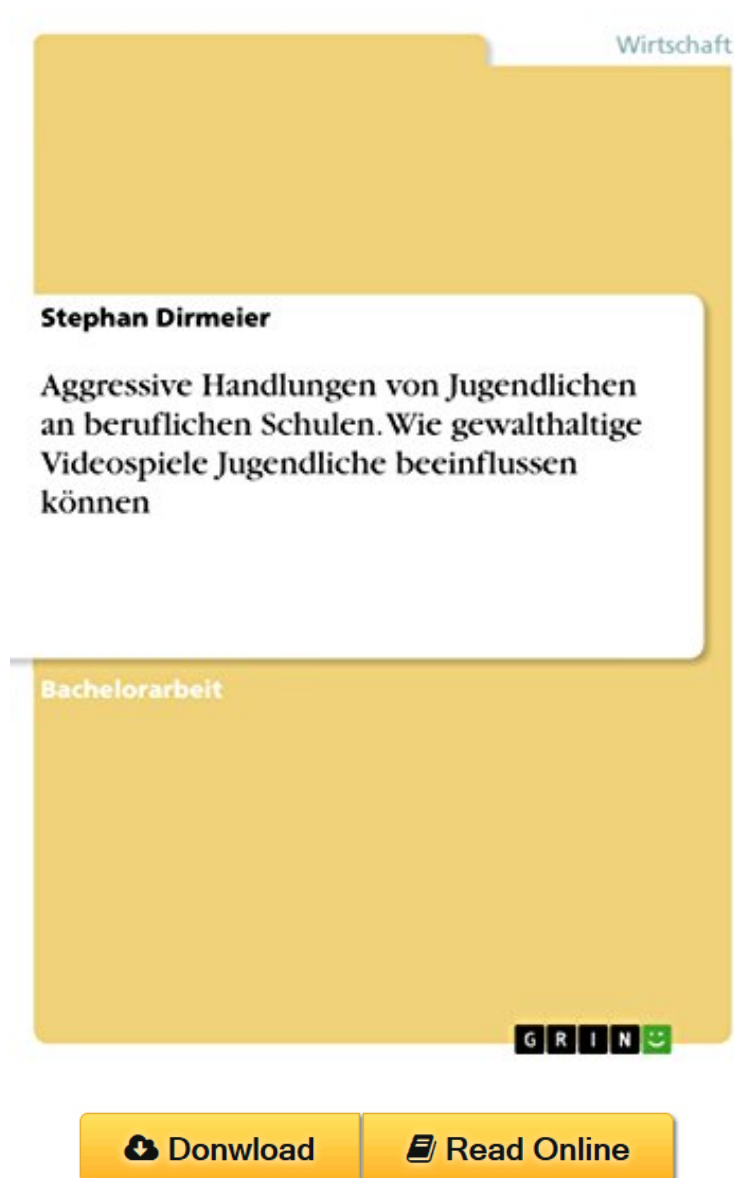 Wirtschaft
Stephan Dirmeier
Aggressive Handlungen von Jugendlichen
an beruflichen Schulen. Wie gewalthaltige
Videospiele Jugendliche beeinflussen
können
Bachelorarbeit
GRIN
Donwload Read Online